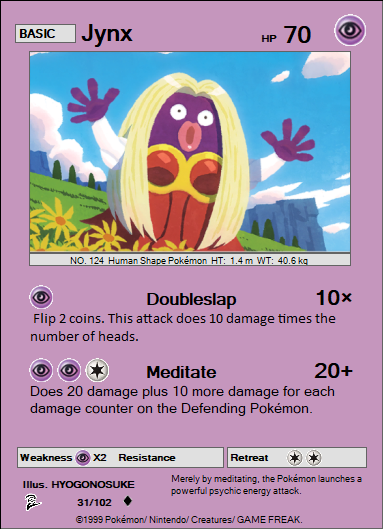 BASIC Jynx HP 70
NO. 124 Human Shape Pokémon HT: 1.4 m WT: 40.6 kg
Doubleslap 10×
Flip 2 coins. This attack does 10 damage times the
number of heads.
Meditate 20+
Does 20 damage plus 10 more damage for each
damage counter on the Defending Pokémon.
Weakness X2 Resistance Retreat
Illus. HYOGONOSUKE
31/102
Merely by meditating, the Pokémon launches a
powerful psychic energy attack.
©1999 Pokémon/ Nintendo/ Creatures/ GAME FREAK.